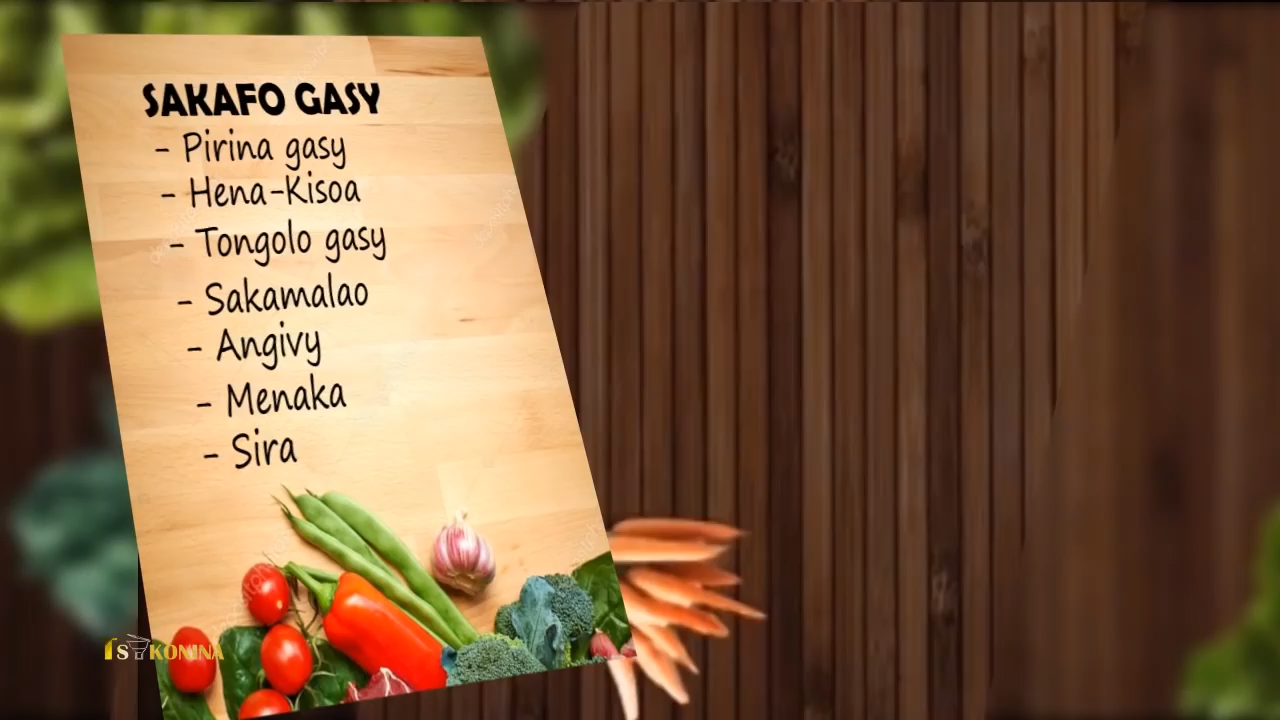 SAKAFO GASY
- Pirina gasy
- Hena-Kisoa
- Tongolo gasy
- Sakamalao
- Angivy
- Menaka
- Sira